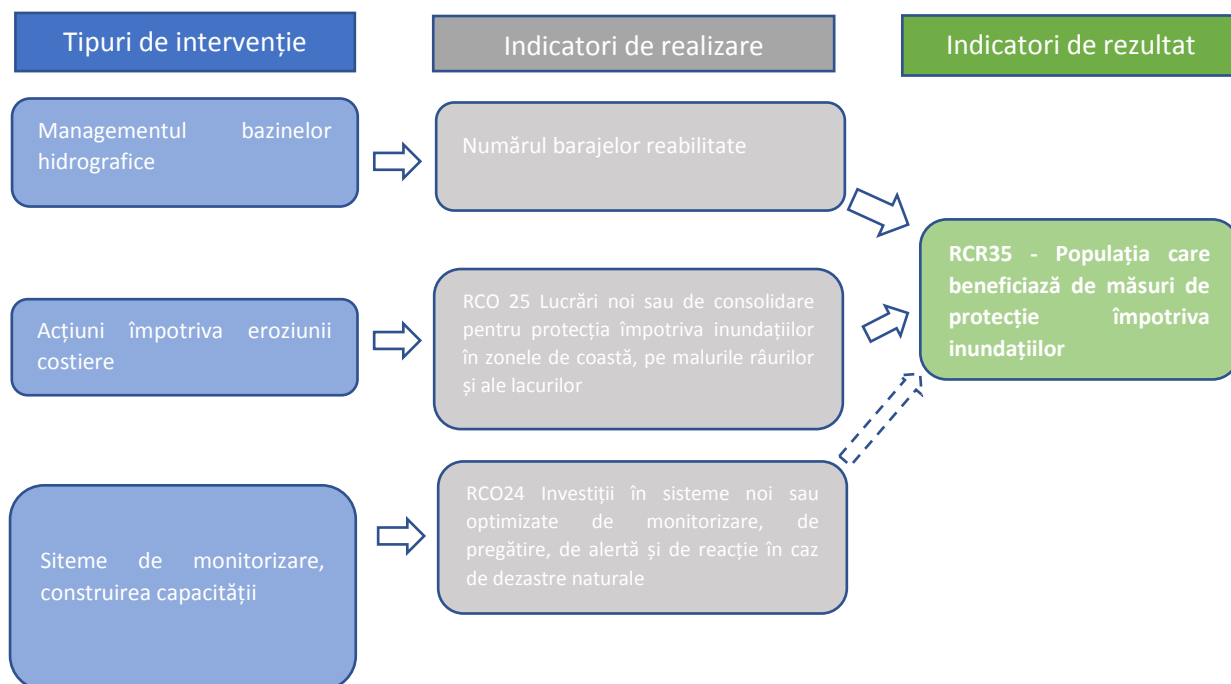 Tipuri de intervenție
Indicatori de realizare
Indicatori de rezultat
Managementul bazinelor
hidrografice
Numărul barajelor reabilitate
RCR35 - Populația care
beneficiază de măsuri de
protecție împotriva
inundațiilor
Acțiuni împotriva eroziunii
costiere
RCO 25 Lucrări noi sau de consolidare
pentru protecția împotriva inundațiilor
în zonele de coastă, pe malurile râurilor
și ale lacurilor
Siteme de monitorizare,
construirea capacității
RCO24 Investiții în sisteme noi sau
optimizate de monitorizare, de
pregătire, de alertă și de reacție în caz
de dezastre naturale